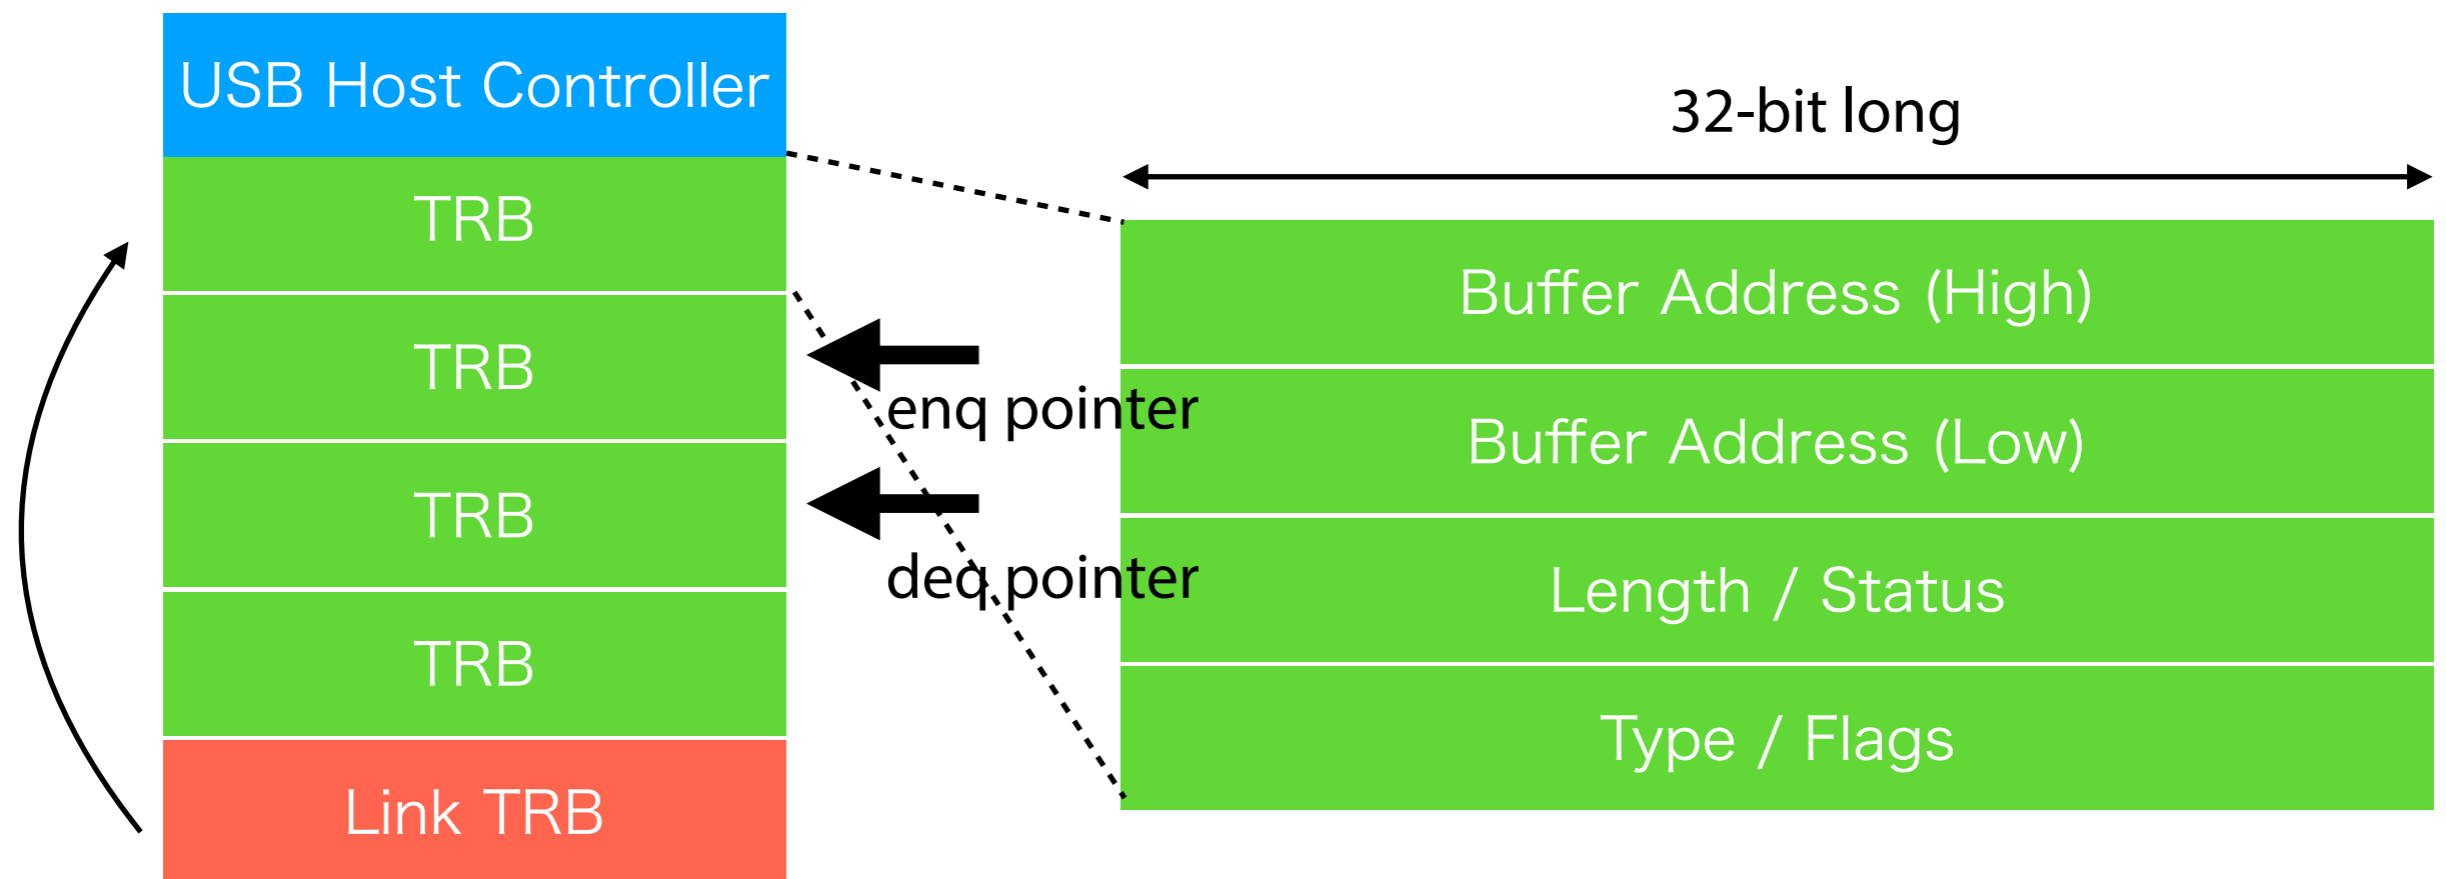 USB Host Controller
TRB
TRB
TRB
TRB
Link TRB
enq pointer
deq pointer
32-bit long
Buffer Address (High)
Buffer Address (Low)
Length / Status
Type / Flags